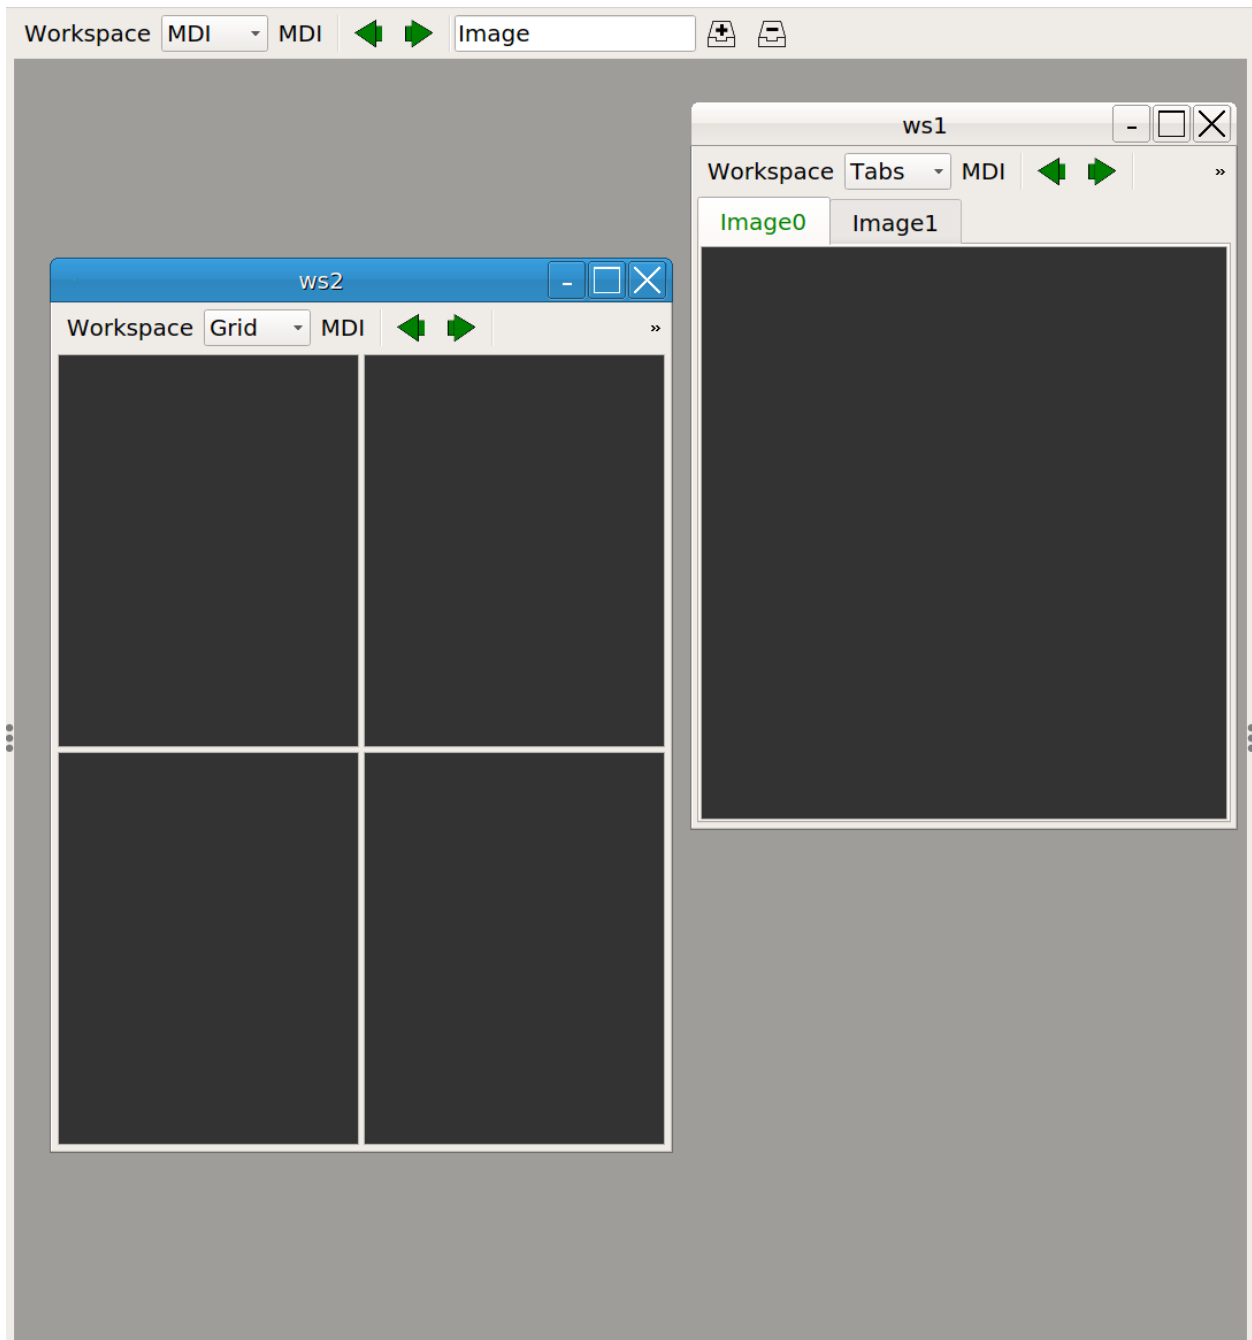 Workspace MDI MDI Image
ws1
Workspace Tabs MDI »
Image0 Image1
ws2
Workspace Grid MDI »